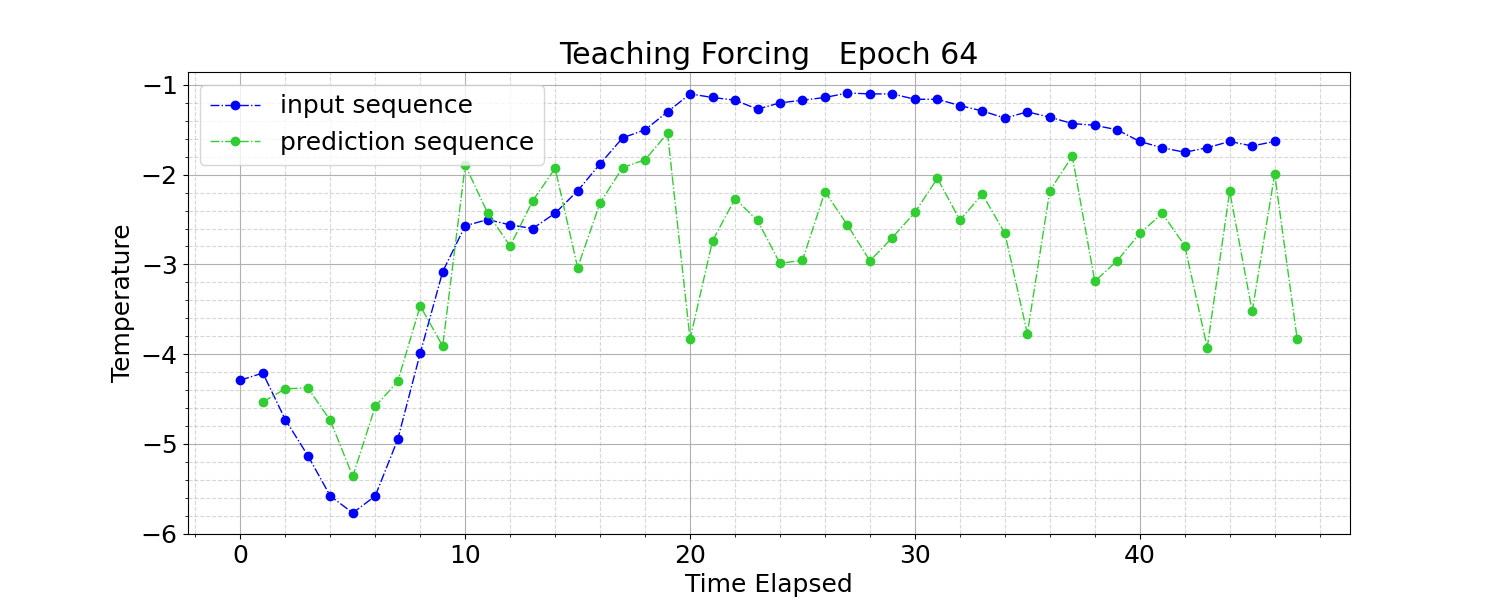 Teaching Forcing   Epoch 64
input sequence
prediction sequence
−1
−2
−3
−4
−5
−6
Temperature
0 10 20 30 40
Time Elapsed